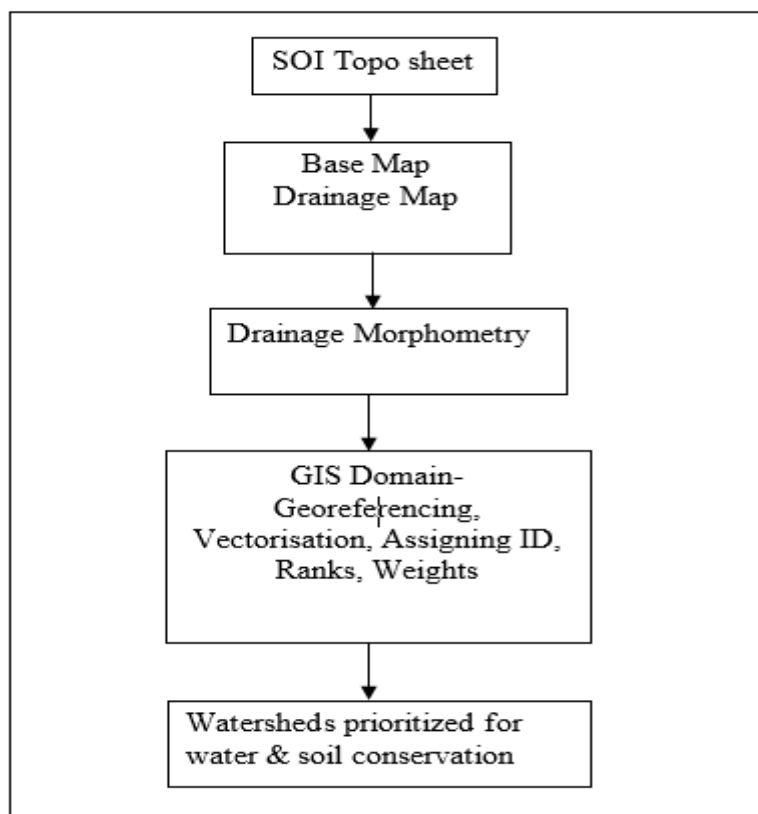 SOI Topo sheet
Base Map
Drainage Map
Drainage Morphometry
GIS Domain-
Georeferencing,
Vectorisation, Assigning ID,
Ranks, Weights
Watersheds prioritized for
water & soil conservation